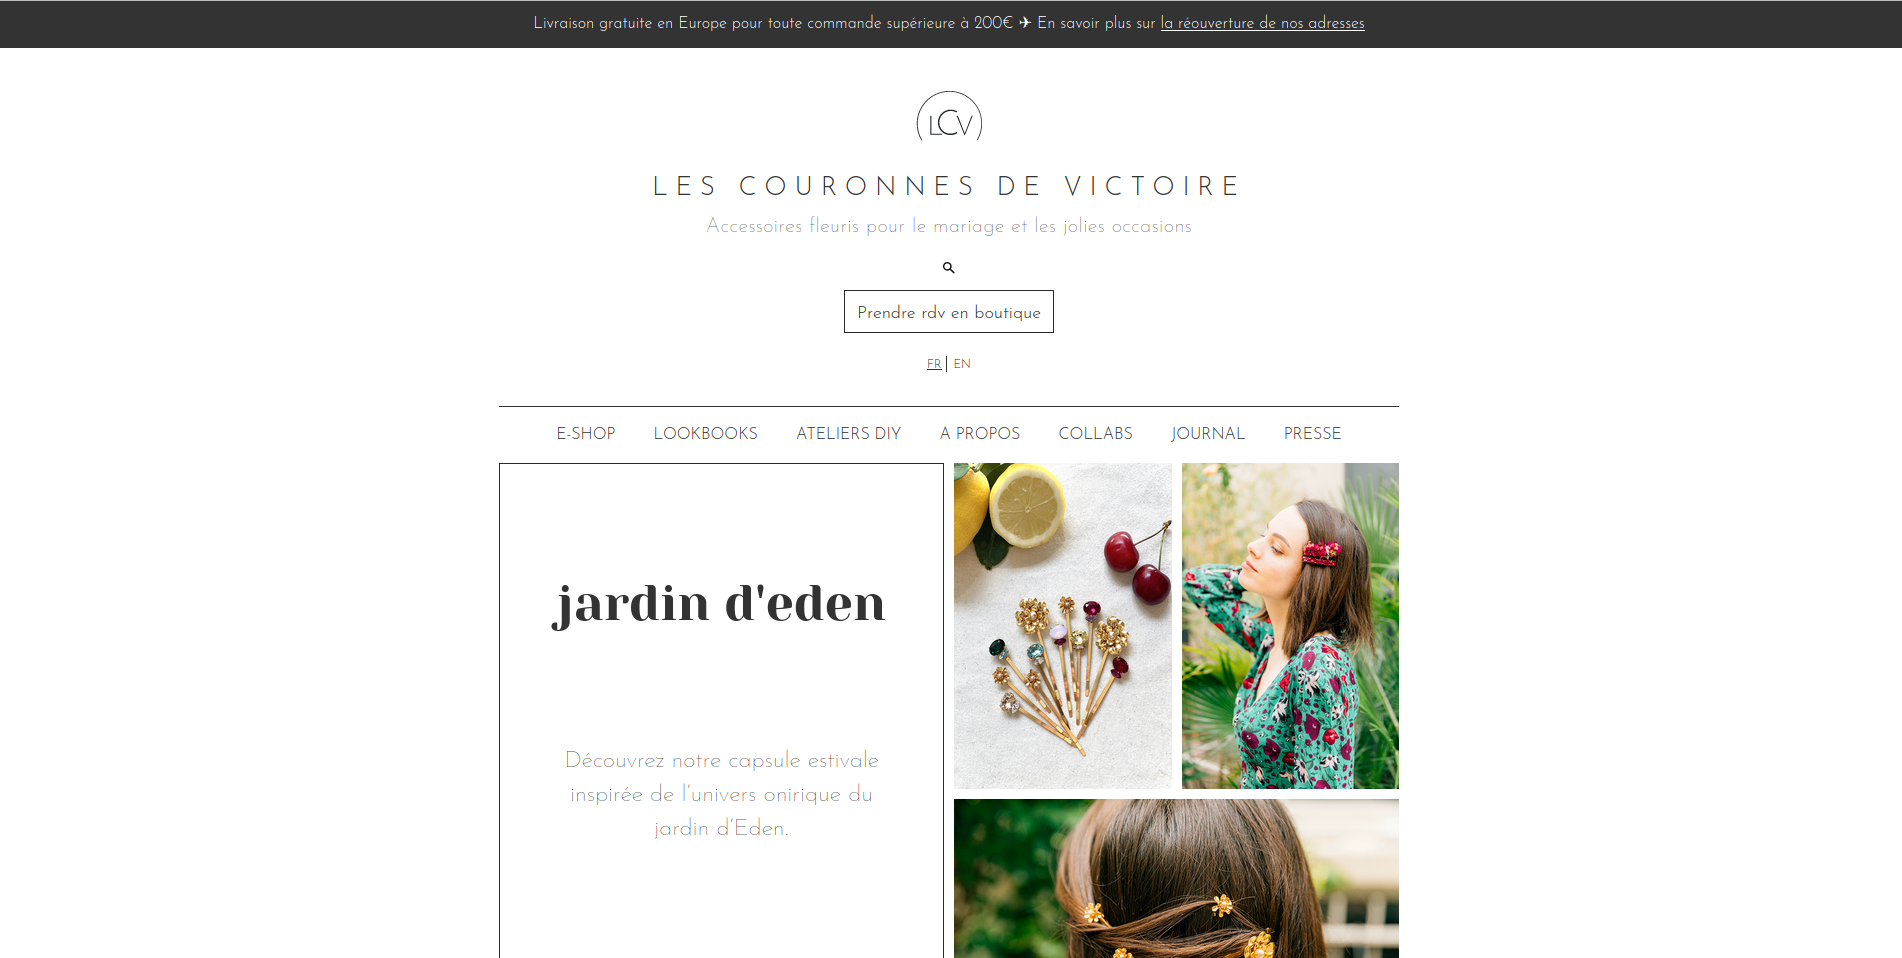 Livraison gratuite en Europe pour toute commande supérieure à 200€ ✈ En savoir plus sur la réouverture de nos adresses
LCV
LES COURONNES DE VICTOIRE
Accessoires fleuris pour le mariage et les jolies occasions
Prendre rdv en boutique
FR | EN
E-SHOP LOOKBOOKS ATELIERS DIY A PROPOS COLLABS JOURNAL PRESSE
jardin d'eden
Découvrez notre capsule estivale
inspirée de l'univers onirique du
jardin d'Eden.